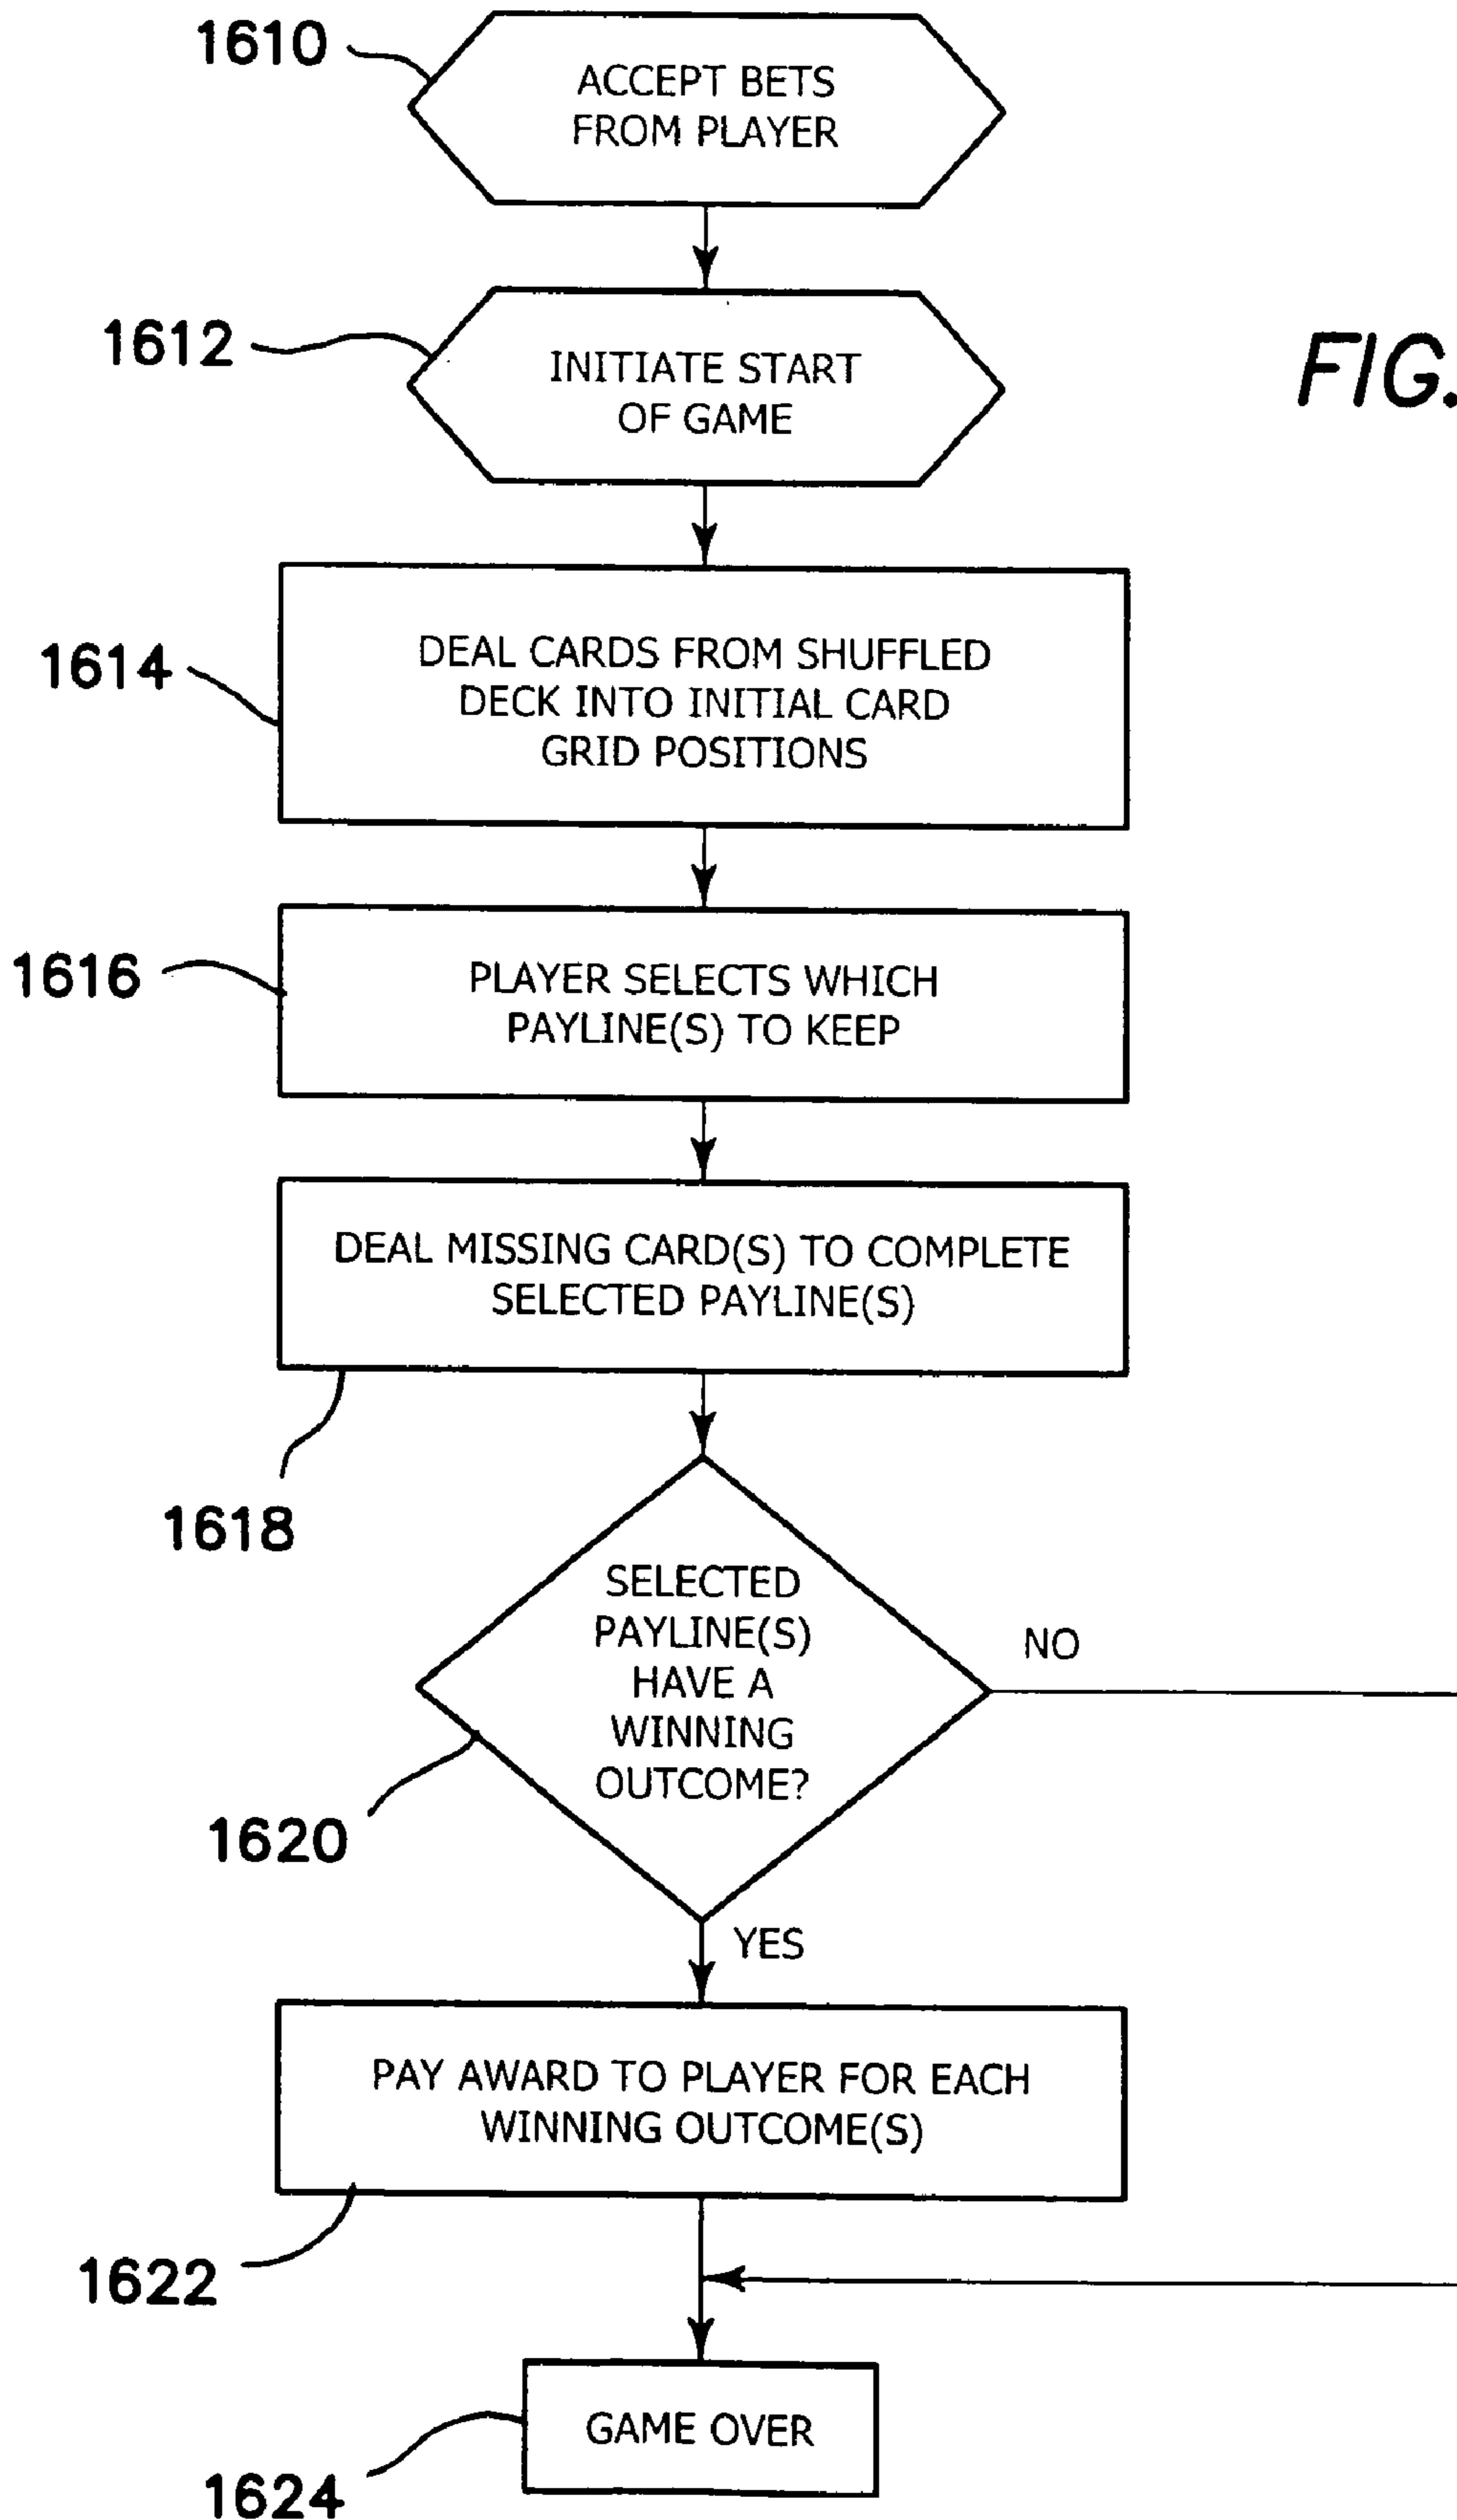 1610
ACCEPT BETS
FROM PLAYER
1612
INITIATE START
OF GAME
FIG.
1614
DEAL CARDS FROM SHUFFLED
DECK INTO INITIAL CARD
GRID POSITIONS
1616
PLAYER SELECTS WHICH
PAYLINE(S) TO KEEP
DEAL MISSING CARD(S) TO COMPLETE
SELECTED PAYLINE(S)
1618
SELECTED
PAYLINE(S)
HAVE A
WINNING
OUTCOME?
NO
1620
YES
PAY AWARD TO PLAYER FOR EACH
WINNING OUTCOME(S)
1622
GAME OVER
1624